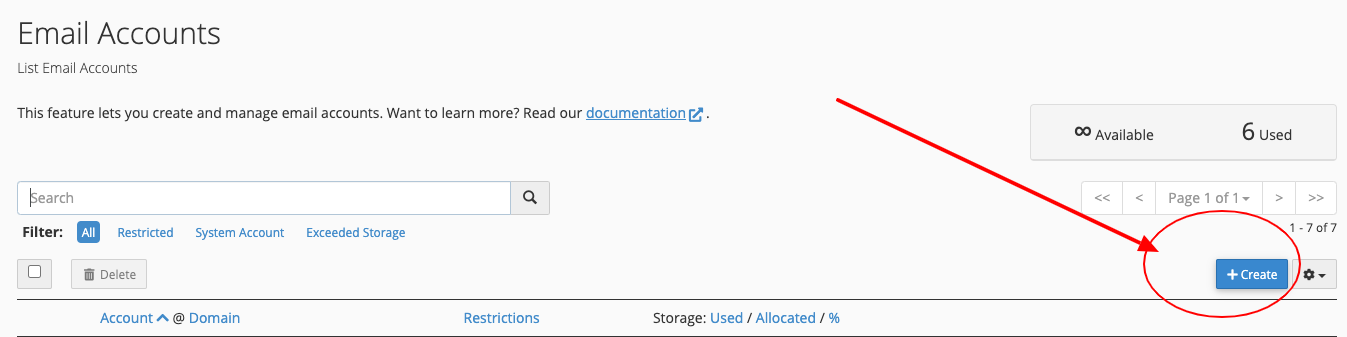 Email Accounts
List Email Accounts
This feature lets you create and manage email accounts. Want to learn more? Read our documentation .
∞ Available 6 Used
Search
<< < Page 1 of 1 > >>
Filter: All Restricted System Account Exceeded Storage
1 - 7 of 7
Delete
+ Create
Account @ Domain Restrictions Storage: Used / Allocated / %